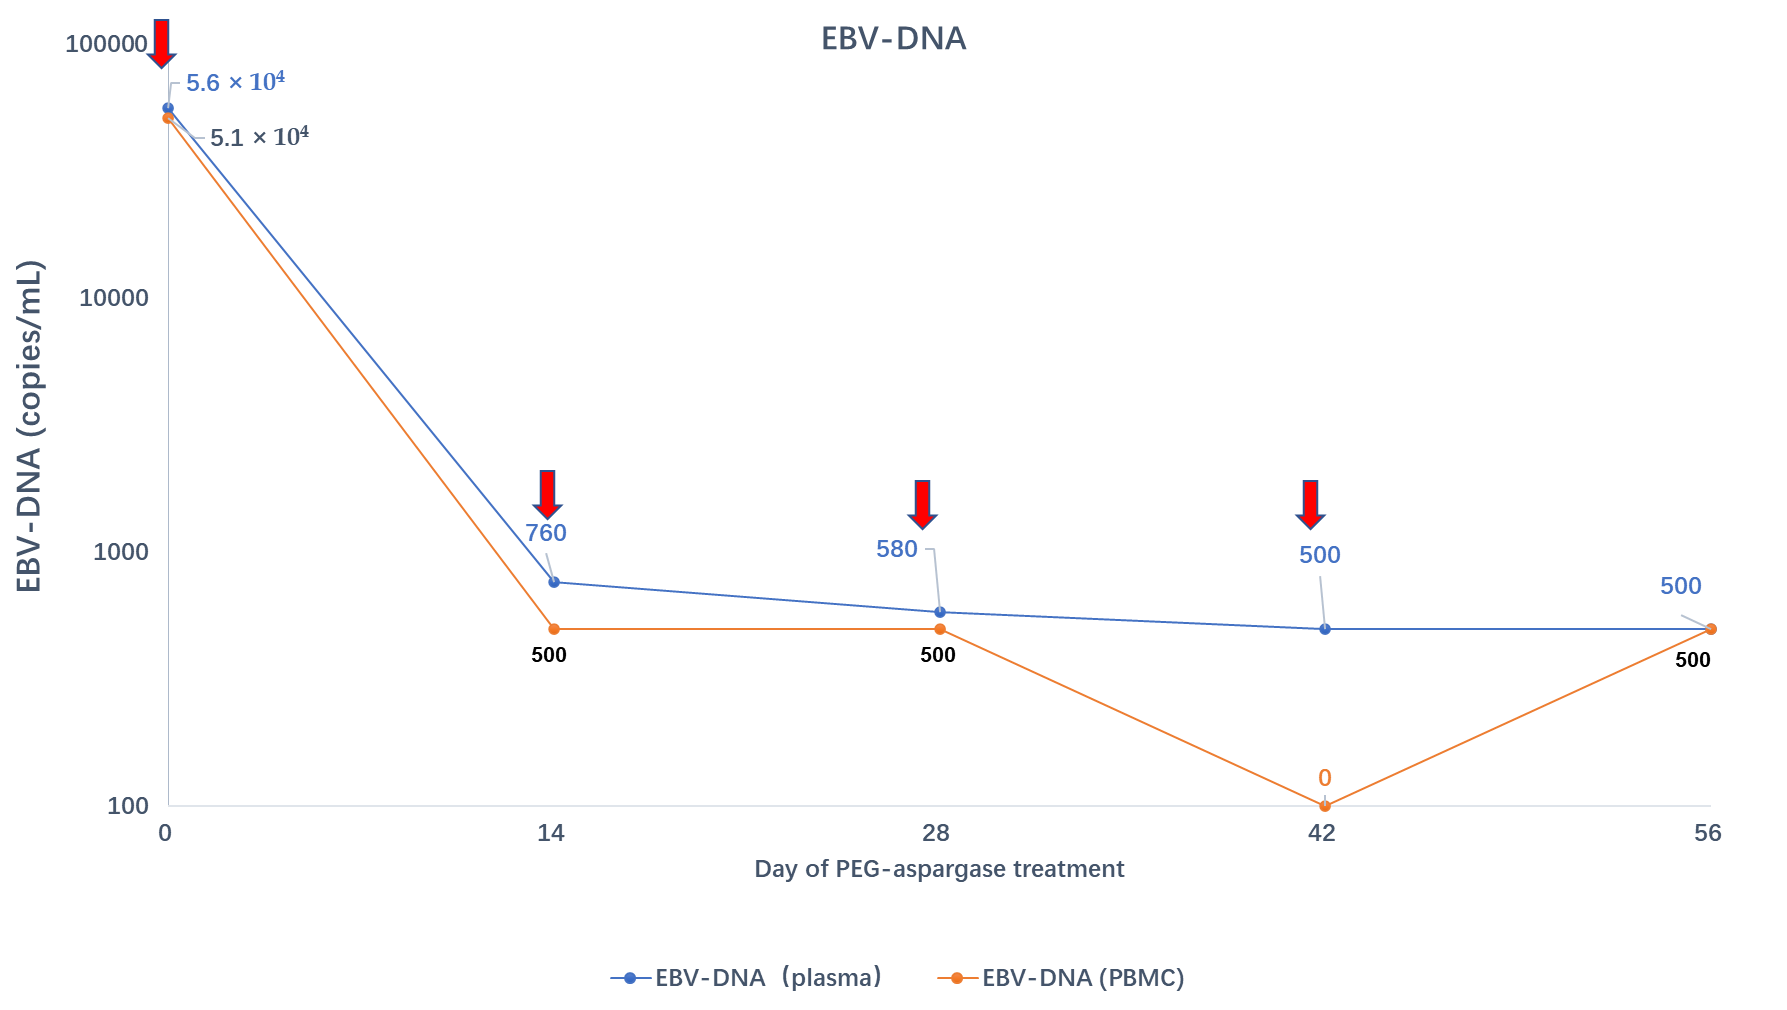 EBV-DNA
100000
5.6 × 10⁴
5.1 × 10⁴
EBV-DNA (copies/mL)
10000
1000
100
760
580
500
500
500
500
500
0
0
14
28
42
56
Day of PEG-aspargase treatment
EBV-DNA（plasma）
EBV-DNA (PBMC)